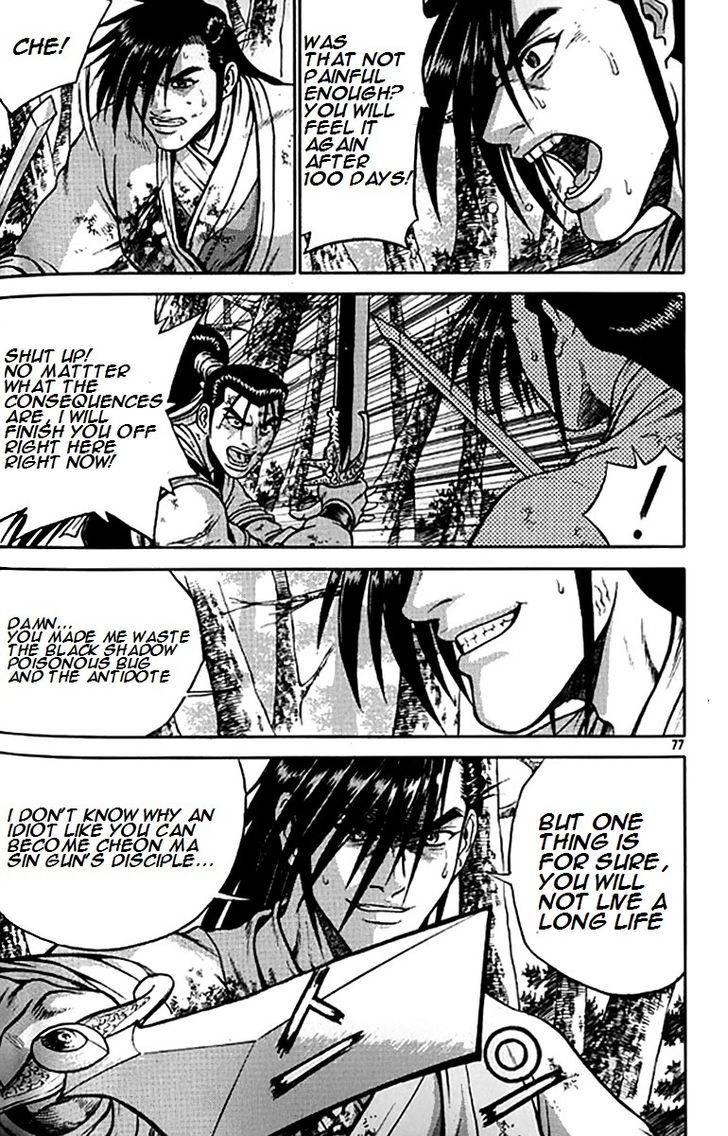 CHE!
WAS
THAT NOT
PAINFUL
ENOUGH?
YOU WILL
FEEL IT
AGAIN
AFTER
100 DAYS!
SHUT UP!
NO MATTTER
WHAT THE
CONSEQUENCES
ARE, I WILL
FINISH YOU OFF
RIGHT HERE
RIGHT NOW!
!
DAMN...
YOU MADE ME WASTE
THE BLACK SHADOW
POISONOUS BUG
AND THE ANTIDOTE
77
I DON'T KNOW WHY AN
IDIOT LIKE YOU CAN
BECOME CHEON MA
SIN GUN'S DISCIPLE...
BUT ONE
THING IS
FOR SURE,
YOU WILL
NOT LIVE A
LONG LIFE